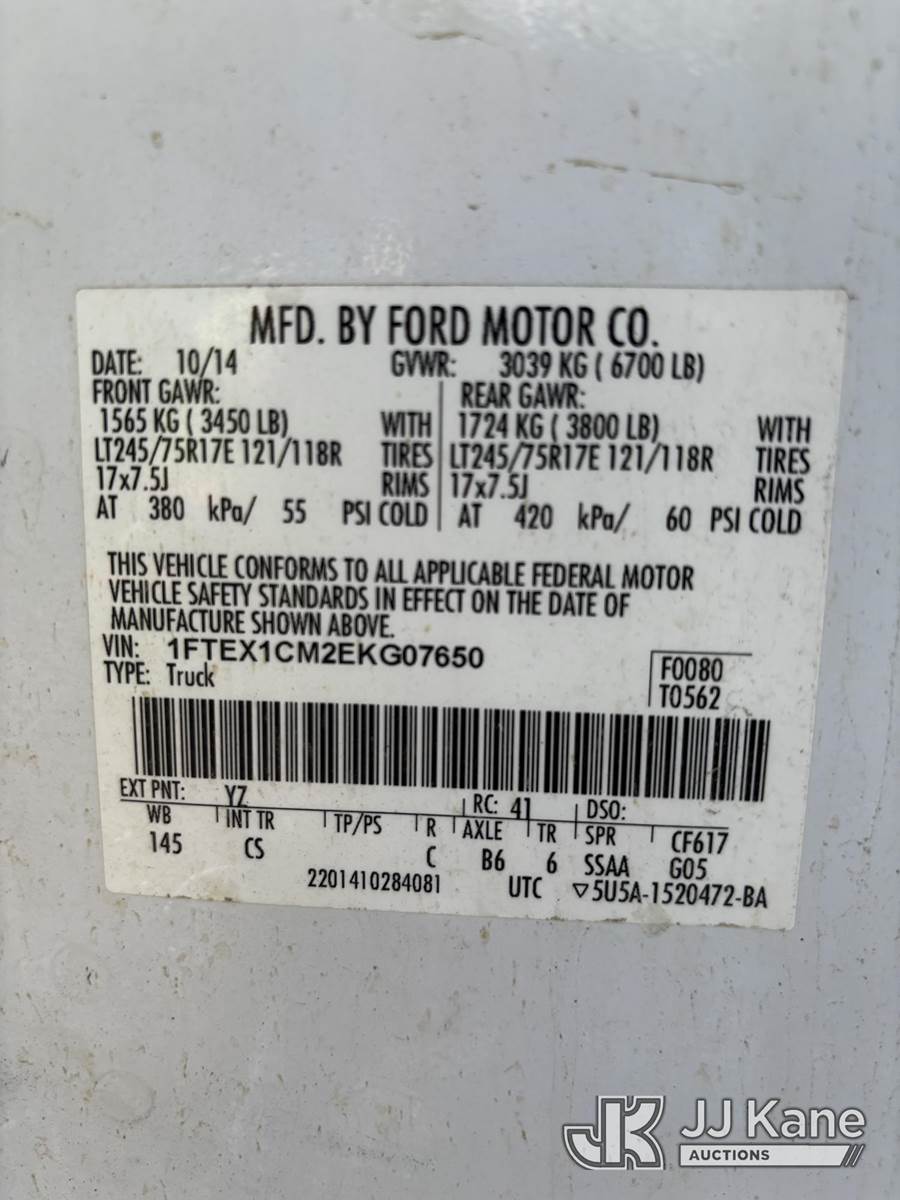 MFD. BY FORD MOTOR CO.
DATE: 10/14 GVWR: 3039 KG ( 6700 LB)
FRONT GAWR: REAR GAWR:
1565 KG ( 3450 LB) WITH 1724 KG ( 3800 LB) WITH
LT245/75R17E 121/118R TIRES LT245/75R17E 121/118R TIRES
17x7.5J RIMS 17x7.5J RIMS
AT 380 kPa/ 55 PSI COLD AT 420 kPa/ 60 PSI COLD
THIS VEHICLE CONFORMS TO ALL APPLICABLE FEDERAL MOTOR
VEHICLE SAFETY STANDARDS IN EFFECT ON THE DATE OF
MANUFACTURE SHOWN ABOVE.
VIN: 1FTEX1CM2EKG07650 F0080
TYPE: Truck T0562
EXT PNT: YZ RC: 41 DSO:
WB INT TR TP/PS R AXLE TR SPR CF617
145 CS C B6 6 SSAA G05
2201410284081 UTC ▽5U5A-1520472-BA
JK JJ Kane
AUCTIONS